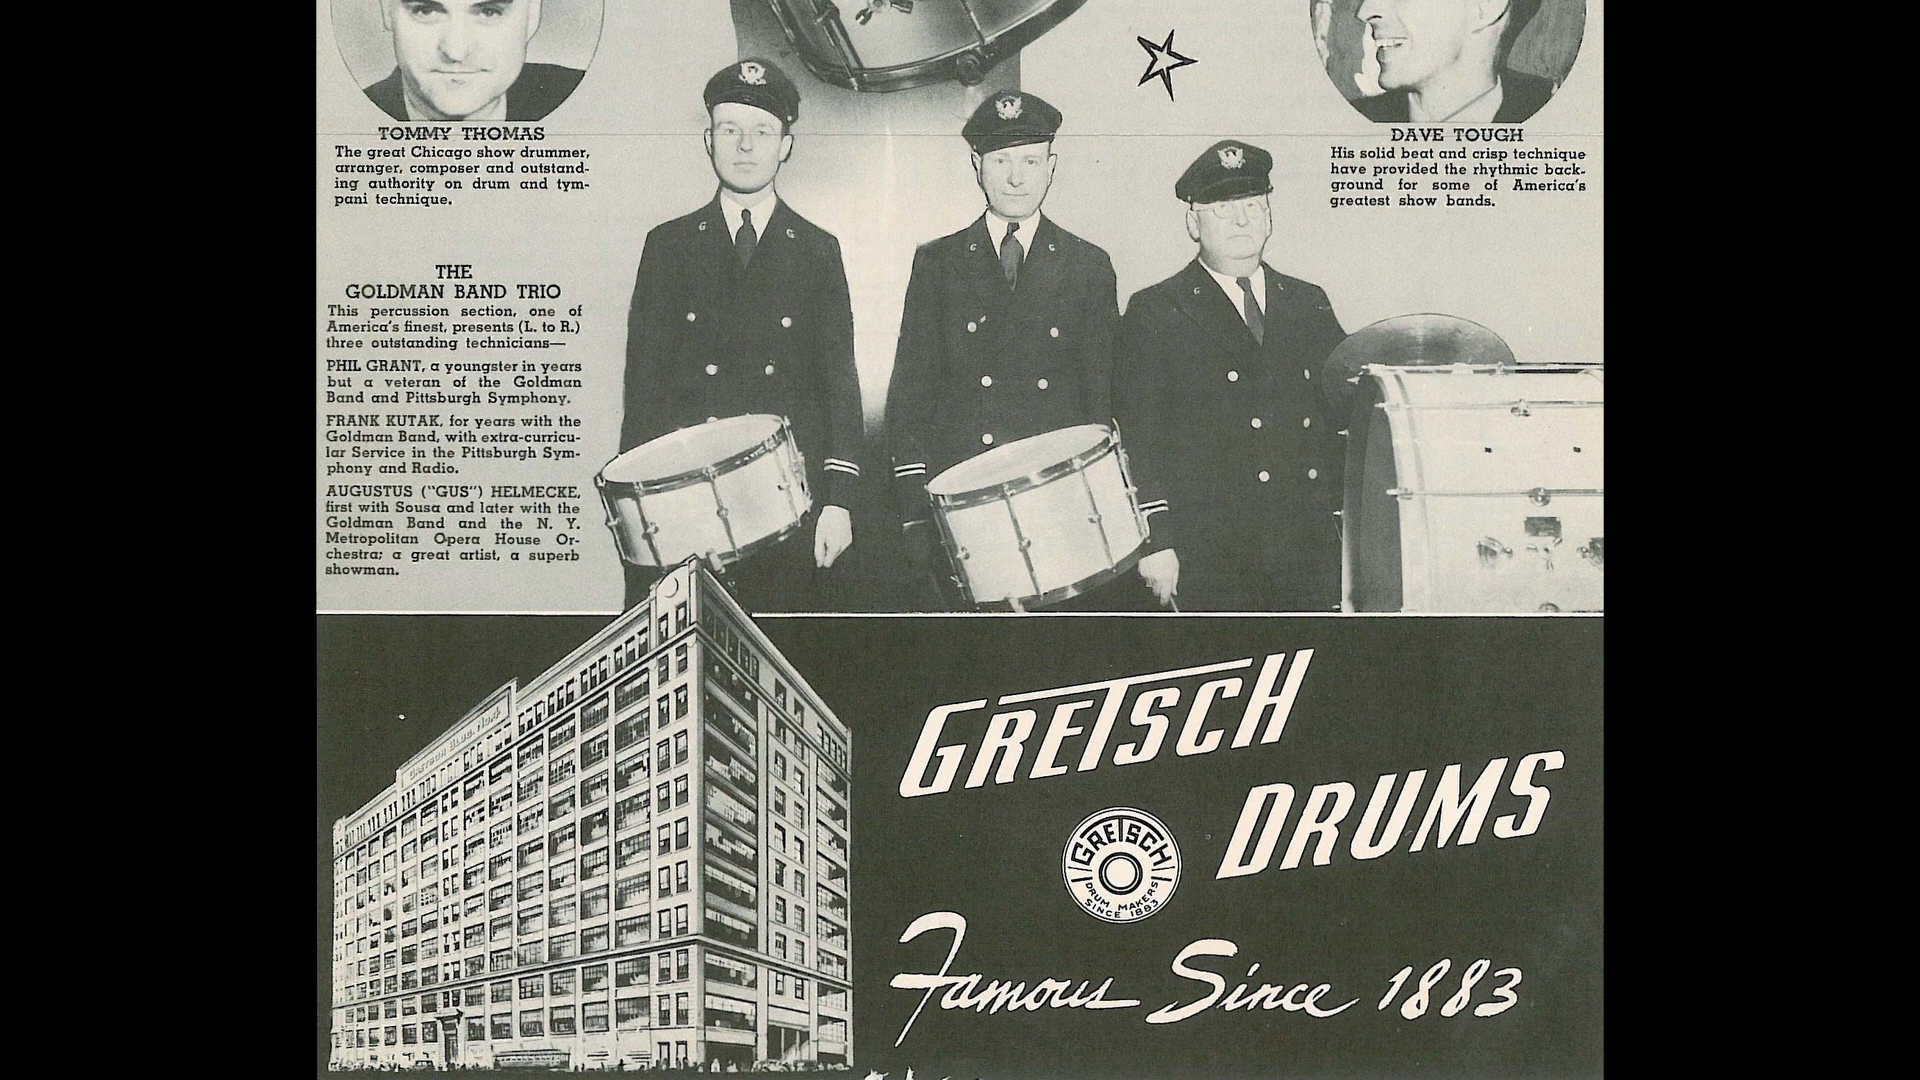 TOMMY THOMAS
The great Chicago show drummer,
arranger, composer and outstand-
ing authority on drum and tym-
pani technique.
DAVE TOUGH
His solid beat and crisp technique
have provided the rhythmic back-
ground for some of America's
greatest show bands.
THE
GOLDMAN BAND TRIO
This percussion section, one of
America's finest, presents (L. to R.)
three outstanding technicians—
PHIL GRANT, a youngster in years
but a veteran of the Goldman
Band and Pittsburgh Symphony.
FRANK KUTAK, for years with the
Goldman Band, with extra-curricu-
lar Service in the Pittsburgh Sym-
phony and Radio.
AUGUSTUS ("GUS") HELMECKE,
first with Sousa and later with the
Goldman Band and the N. Y.
Metropolitan Opera House Or-
chestra; a great artist, a superb
showman.
GRETSCH BLDG. No.4
GRETSCH
DRUMS
GRETSCH
DRUM MAKERS
SINCE 1883
Famous Since 1883